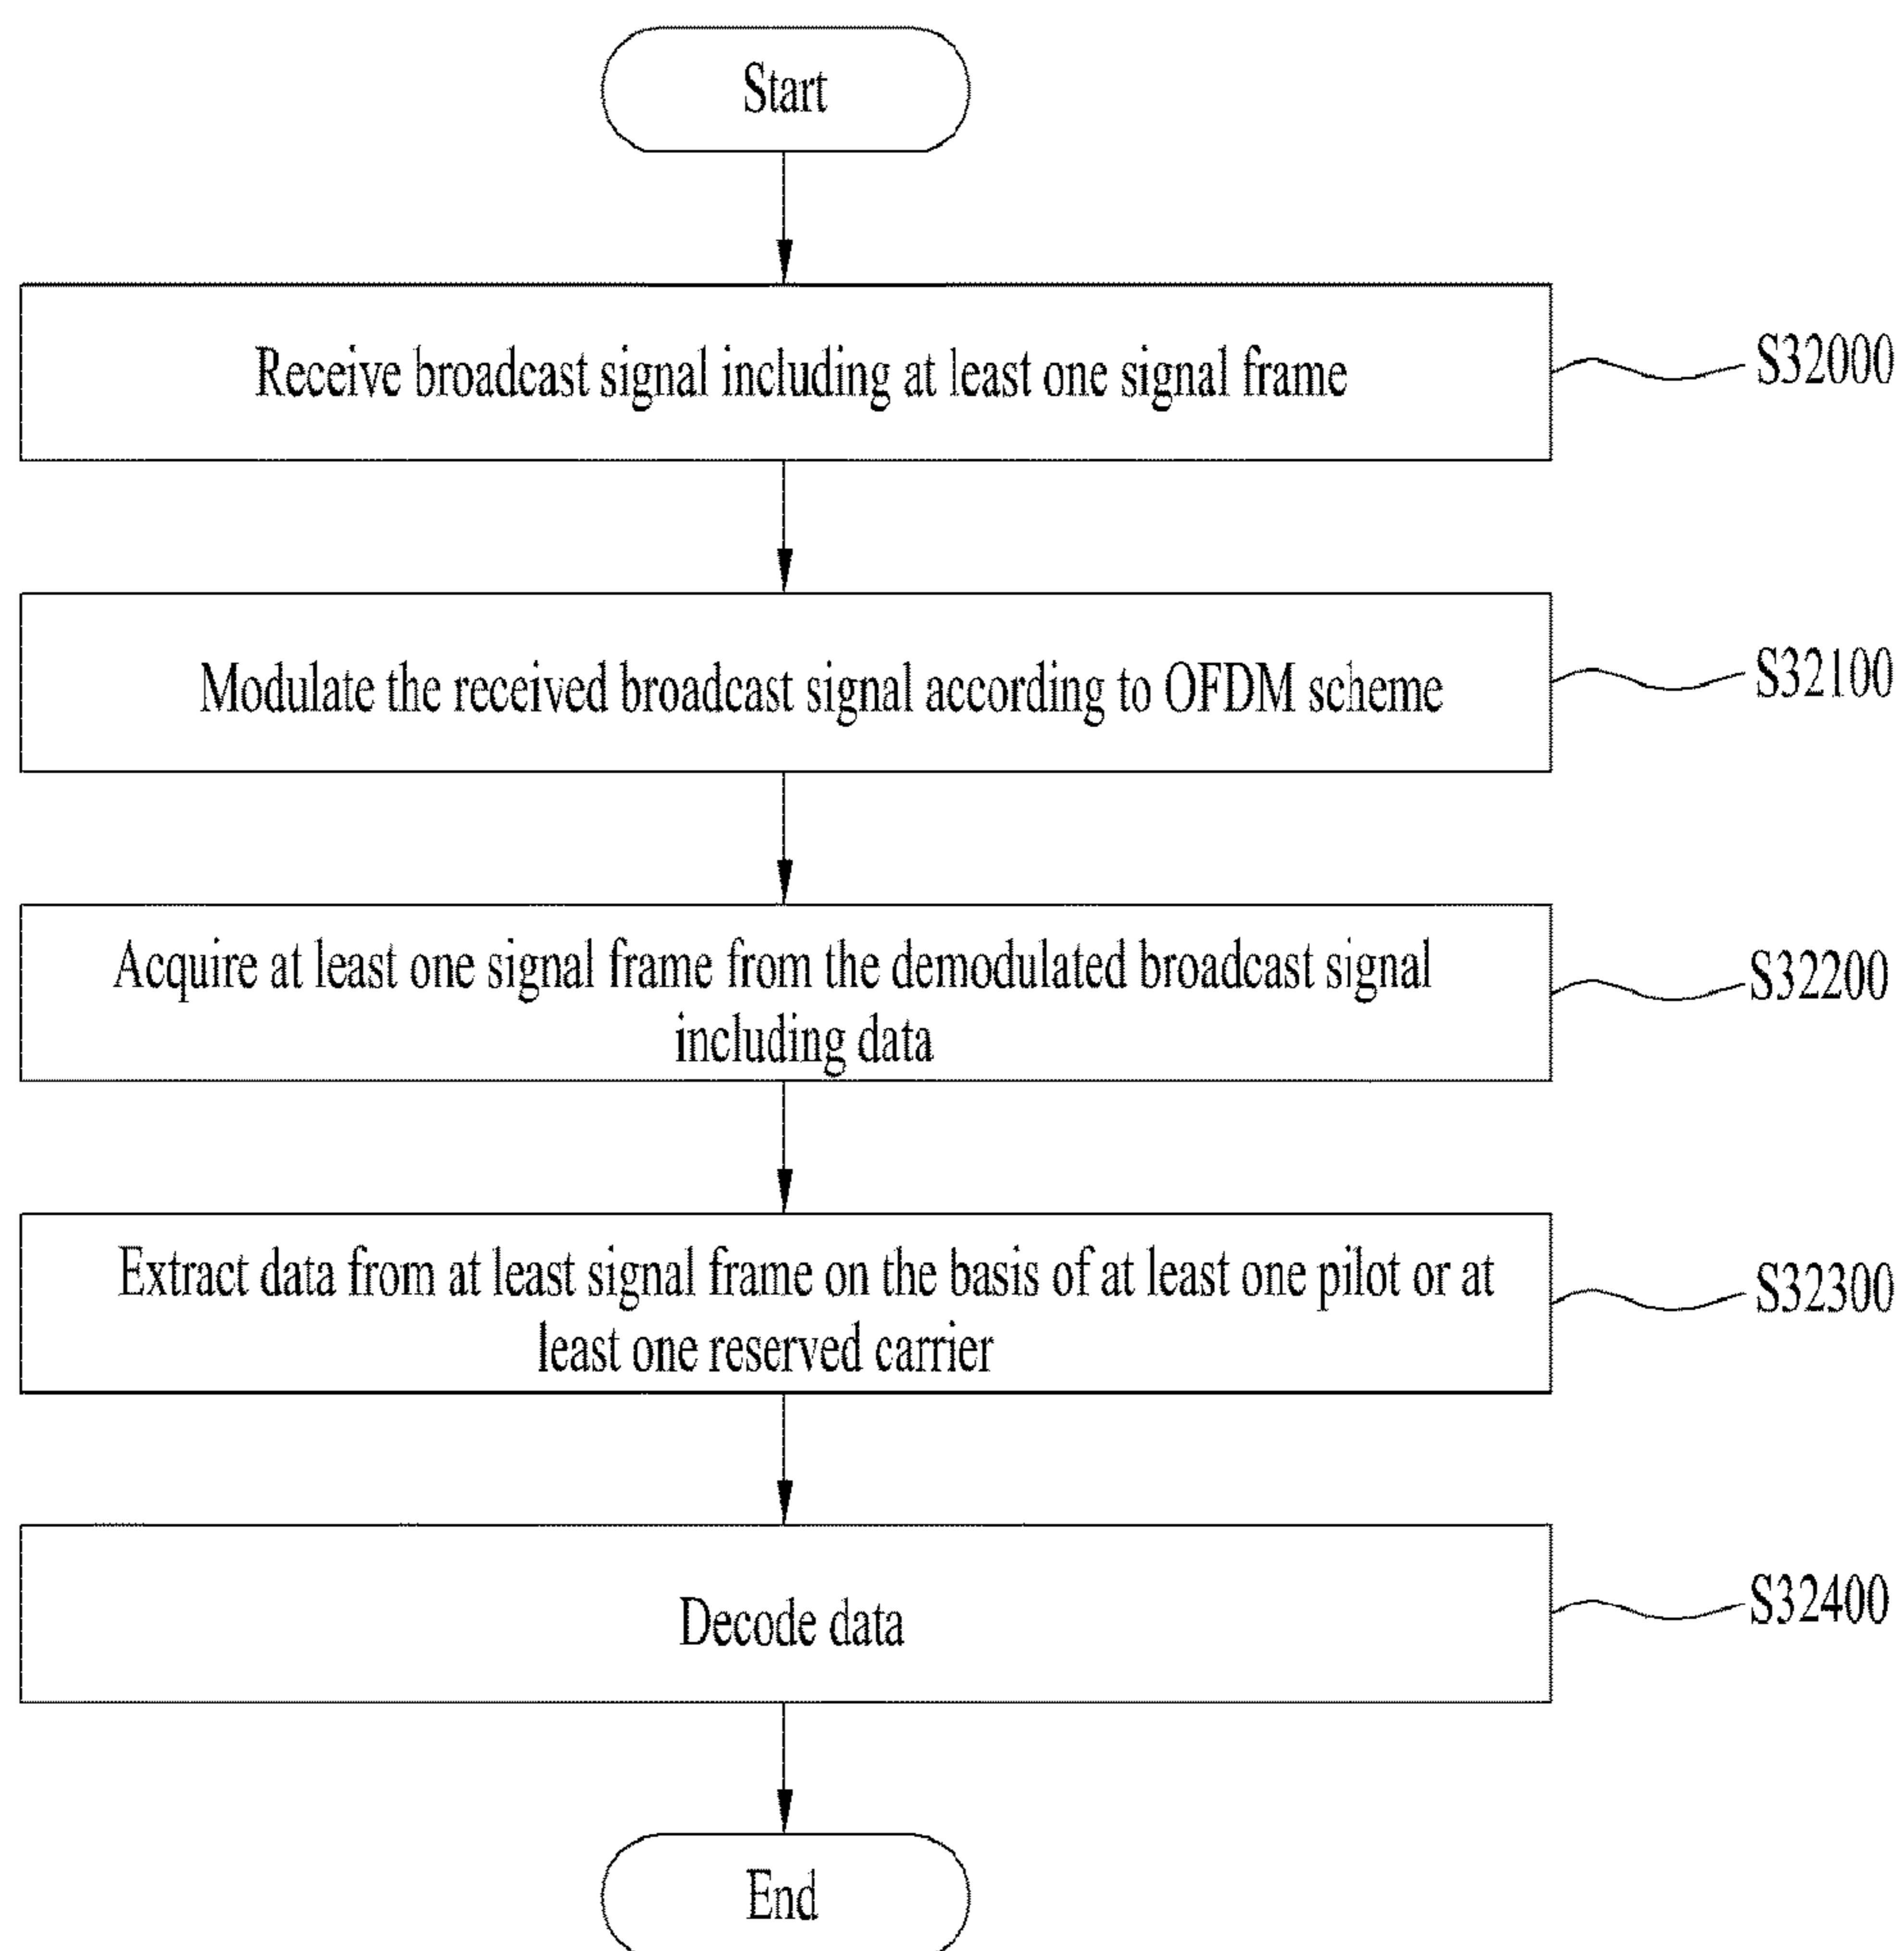 Start
Receive broadcast signal including at least one signal frame
S32000
Modulate the received broadcast signal according to OFDM scheme
S32100
Acquire at least one signal frame from the demodulated broadcast signal
including data
S32200
Extract data from at least signal frame on the basis of at least one pilot or at
least one reserved carrier
S32300
Decode data
S32400
End